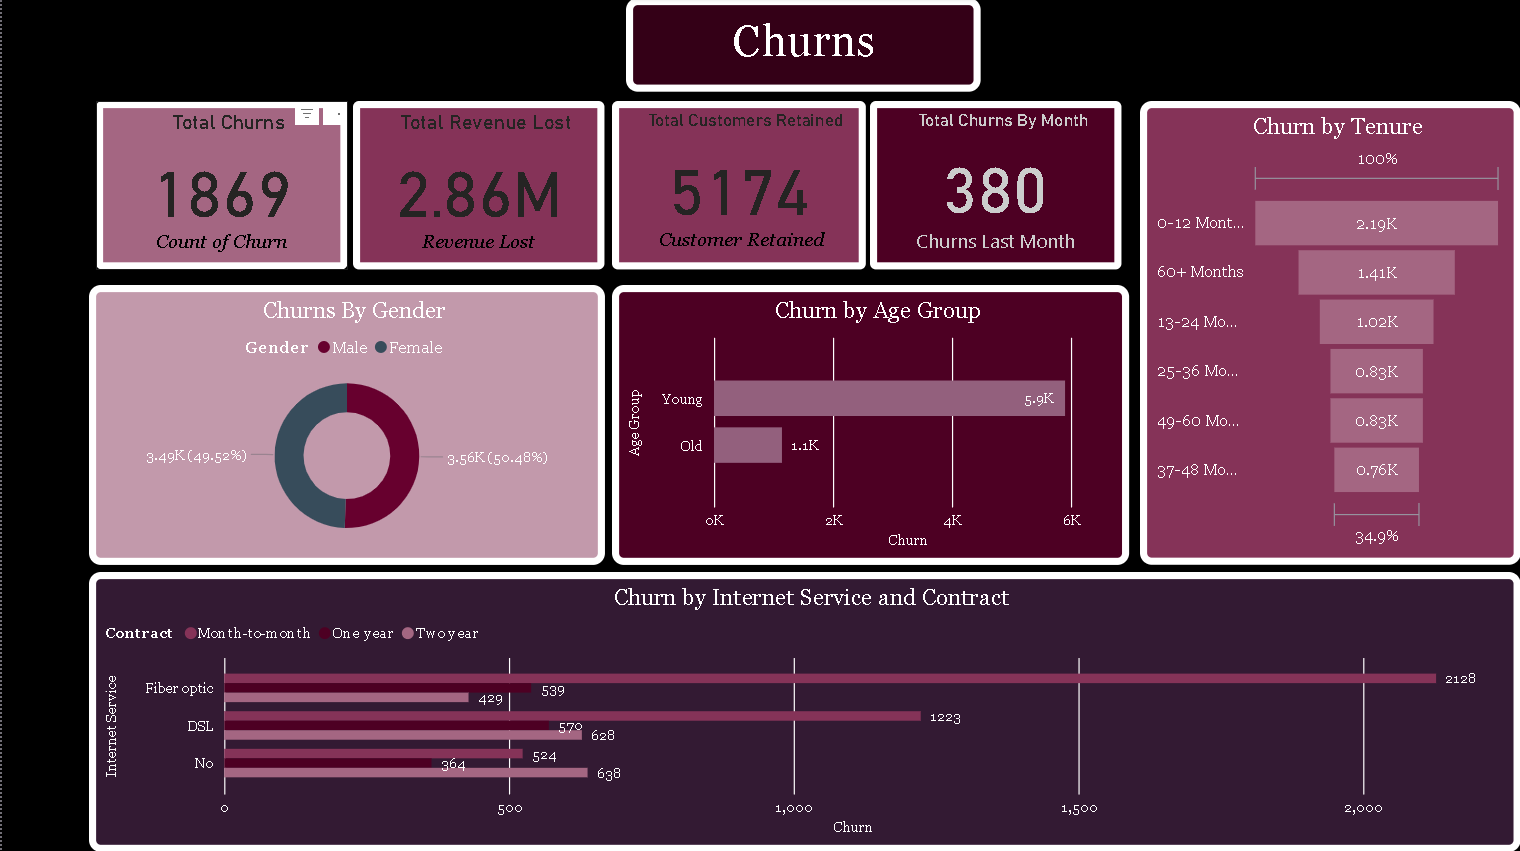 Churns
Total Churns
1869
Count of Churn
Total Revenue Lost
2.86M
Revenue Lost
Total Customers Retained
5174
Customer Retained
Total Churns By Month
380
Churns Last Month
Churn by Tenure
100%
0-12 Mont... 2.19K
60+ Months 1.41K
13-24 Mo... 1.02K
25-36 Mo... 0.83K
49-60 Mo... 0.83K
37-48 Mo... 0.76K
34.9%
Churns By Gender
Gender Male Female
3.49K (49.52%) 3.56K (50.48%)
Churn by Age Group
Age Group
Young 5.9K
Old 1.1K
0K 2K 4K 6K
Churn
Churn by Internet Service and Contract
Contract Month-to-month One year Two year
Internet Service
Fiber optic 2128
539
429
DSL 1223
570
628
No 524
364
638
0 500 1,000 1,500 2,000
Churn